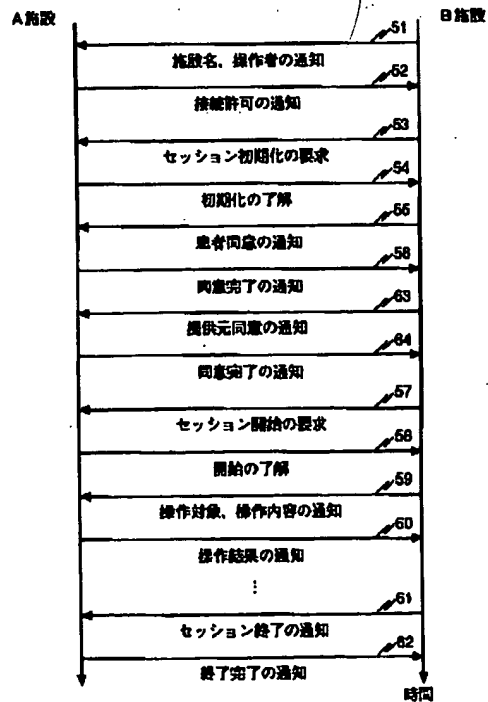 A施設
B施設
51
施設名、操作者の通知
52
接続許可の通知
53
セッション初期化の要求
54
初期化の了解
55
患者同意の通知
56
同意完了の通知
63
提供元同意の通知
64
同意完了の通知
57
セッション開始の要求
58
開始の了解
59
操作対象、操作内容の通知
60
操作結果の通知
⋮
61
セッション終了の通知
62
終了完了の通知
時間